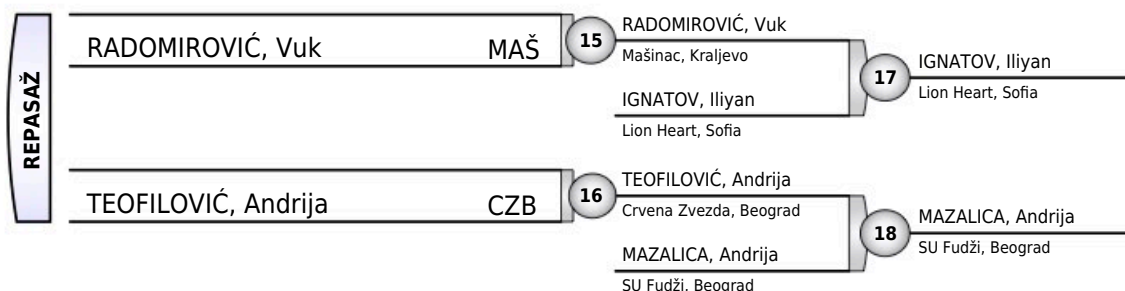 REPASAŽ
RADOMIROVIĆ, Vuk MAŠ
15
RADOMIROVIĆ, Vuk
Mašinac, Kraljevo
IGNATOV, Iliyan
Lion Heart, Sofia
17
IGNATOV, Iliyan
Lion Heart, Sofia
TEOFILOVIĆ, Andrija CZB
16
TEOFILOVIĆ, Andrija
Crvena Zvezda, Beograd
MAZALICA, Andrija
SU Fudži, Beograd
18
MAZALICA, Andrija
SU Fudži, Beograd